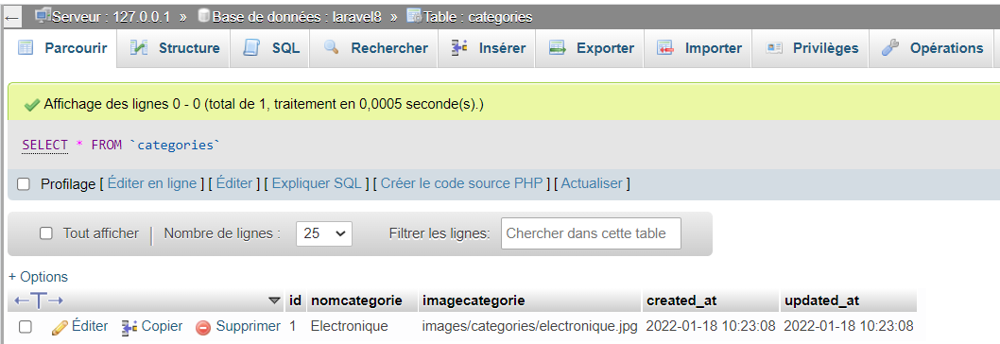 Serveur : 127.0.0.1 » Base de données : laravel8 » Table : categories
Parcourir Structure SQL Rechercher Insérer Exporter Importer Privilèges Opérations
Affichage des lignes 0 - 0 (total de 1, traitement en 0,0005 seconde(s).)
SELECT * FROM `categories`
Profilage [ Éditer en ligne ] [ Éditer ] [ Expliquer SQL ] [ Créer le code source PHP ] [ Actualiser ]
Tout afficher | Nombre de lignes : 25 Filtrer les lignes: Chercher dans cette table
+ Options
←T→ id nomcategorie imagecategorie created_at updated_at
Éditer Copier Supprimer 1 Electronique images/categories/electronique.jpg 2022-01-18 10:23:08 2022-01-18 10:23:08